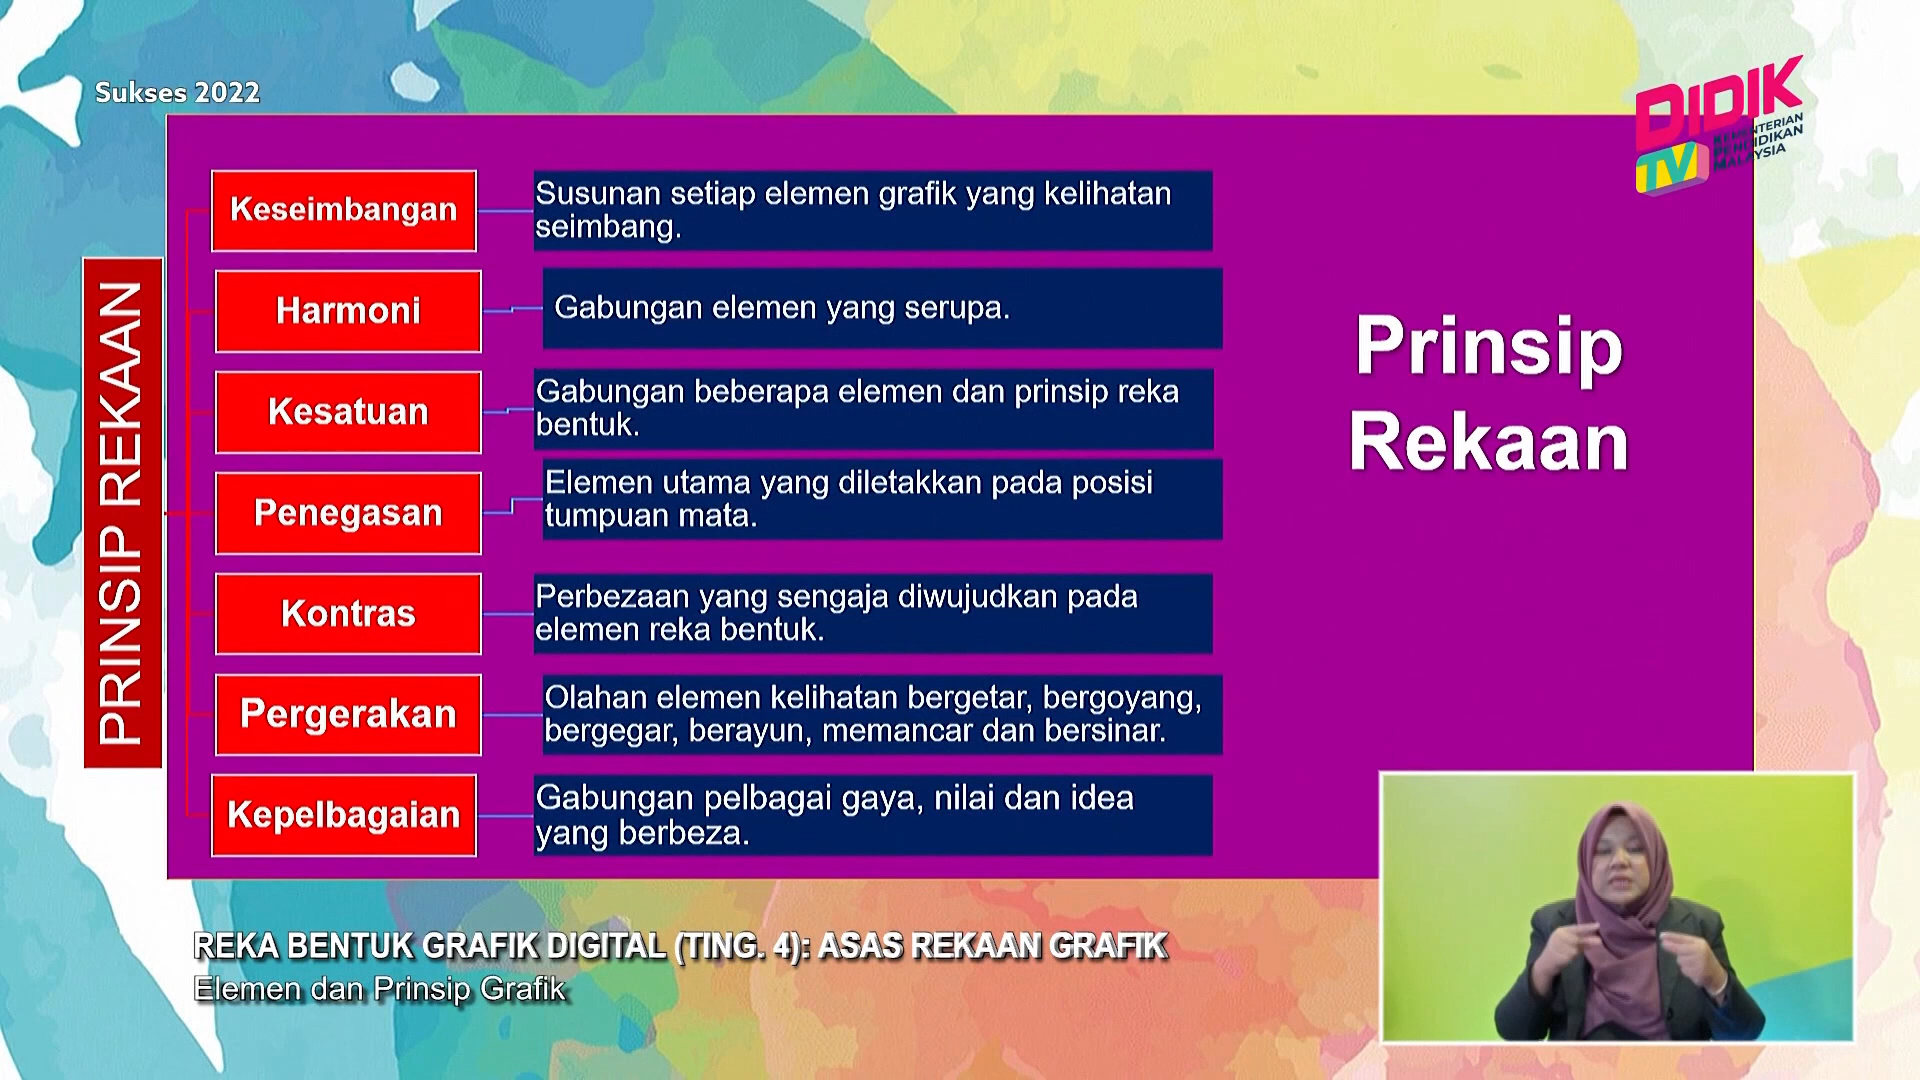 Sukses 2022
DIDIK
TV
KEMENTERIAN
PENDIDIKAN
MALAYSIA
PRINSIP REKAAN
Keseimbangan
Susunan setiap elemen grafik yang kelihatan
seimbang.
Harmoni
Gabungan elemen yang serupa.
Kesatuan
Gabungan beberapa elemen dan prinsip reka
bentuk.
Penegasan
Elemen utama yang diletakkan pada posisi
tumpuan mata.
Kontras
Perbezaan yang sengaja diwujudkan pada
elemen reka bentuk.
Pergerakan
Olahan elemen kelihatan bergetar, bergoyang,
bergegar, berayun, memancar dan bersinar.
Kepelbagaian
Gabungan pelbagai gaya, nilai dan idea
yang berbeza.
Prinsip
Rekaan
REKA BENTUK GRAFIK DIGITAL (TING. 4): ASAS REKAAN GRAFIK
Elemen dan Prinsip Grafik